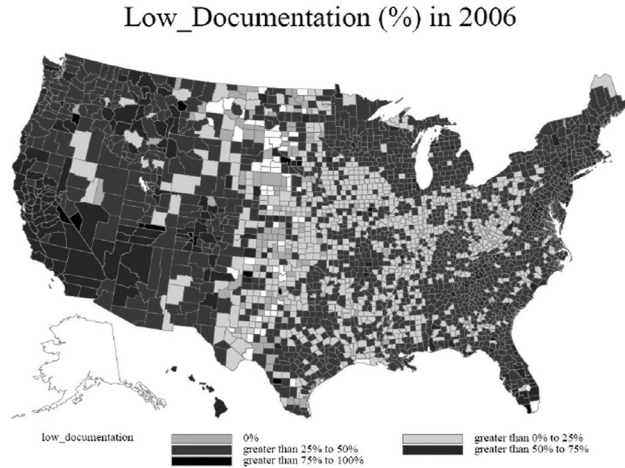 Low_Documentation (%) in 2006
low_documentation
0%
greater than 0% to 25%
greater than 25% to 50%
greater than 50% to 75%
greater than 75% to 100%